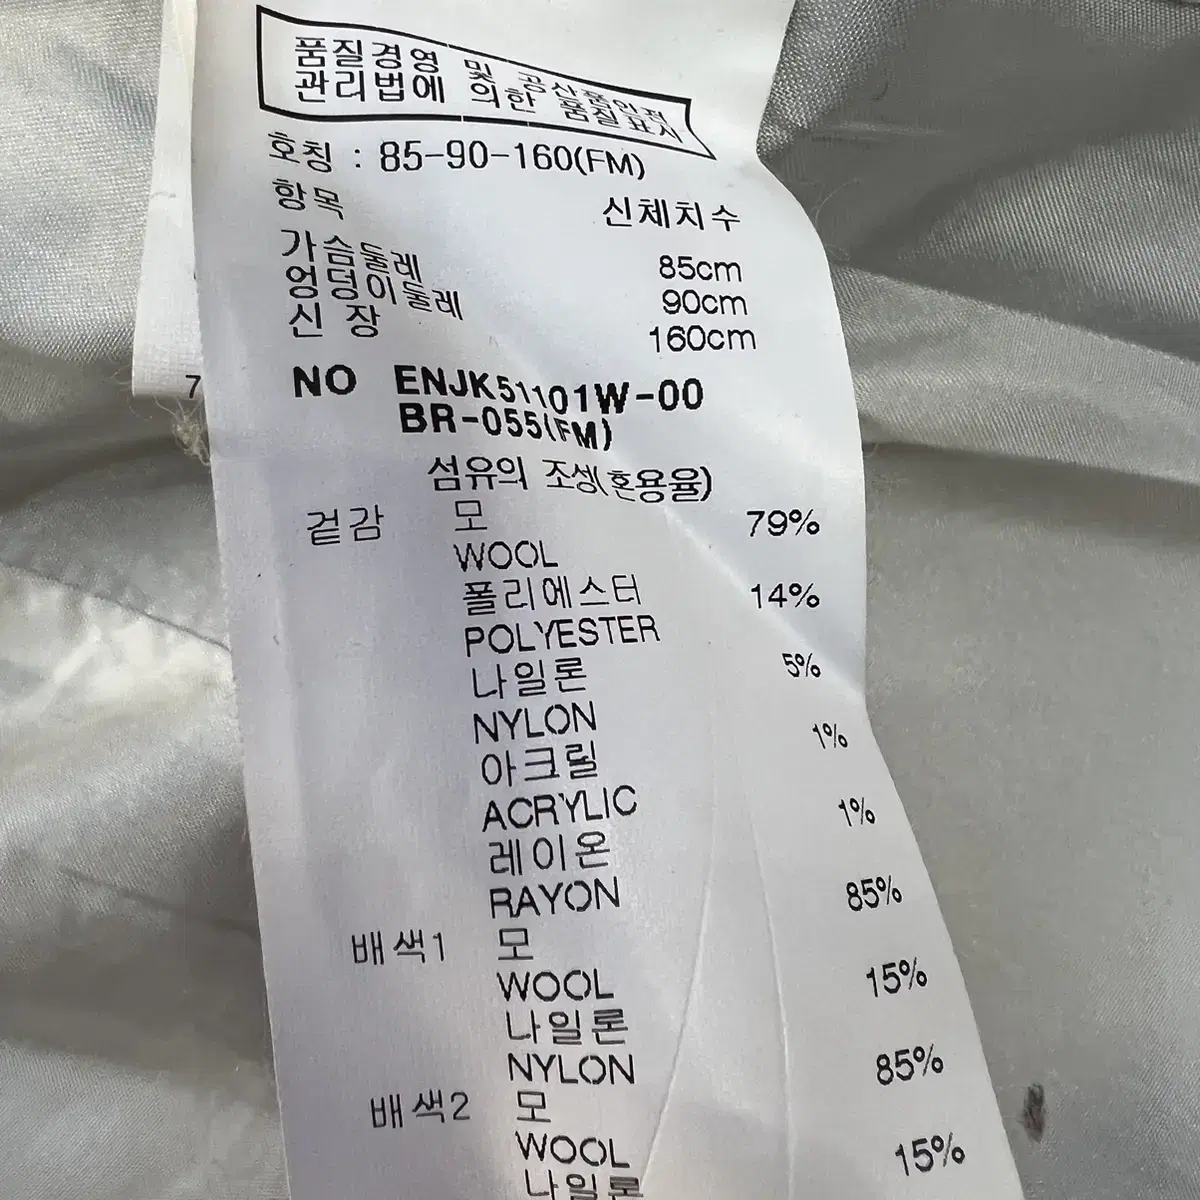 품질경영 및 공산품안전
관리법에 의한 품질표시
호칭 : 85-90-160(FM)
항목 신체치수
가슴둘레 85cm
엉덩이둘레 90cm
신 장 160cm
7
NO ENJK51101W-00
BR-055(FM)
섬유의 조성(혼용율)
겉감 모 79%
WOOL
폴리에스터 14%
POLYESTER
나일론 5%
NYLON
아크릴 1%
ACRYLIC
레이온 1%
RAYON
배색1 모 85%
WOOL
나일론 15%
NYLON
배색2 모 85%
WOOL
나일론 15%